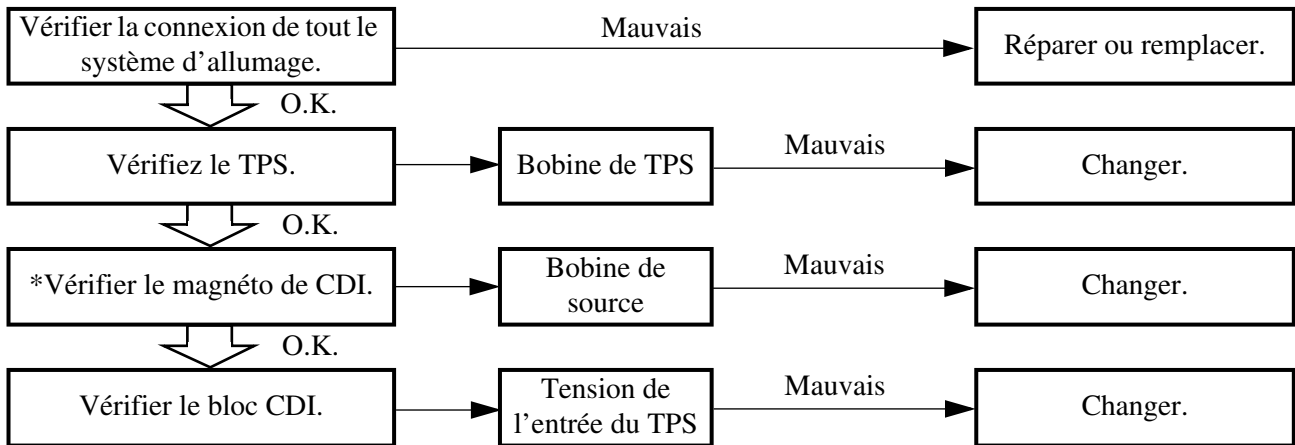 Vérifier la connexion de tout le
système d'allumage.
Mauvais
Réparer ou remplacer.
O.K.
Vérifiez le TPS.
Bobine de TPS
Mauvais
Changer.
O.K.
*Vérifier le magnéto de CDI.
Bobine de
source
Mauvais
Changer.
O.K.
Vérifier le bloc CDI.
Tension de
l'entrée du TPS
Mauvais
Changer.